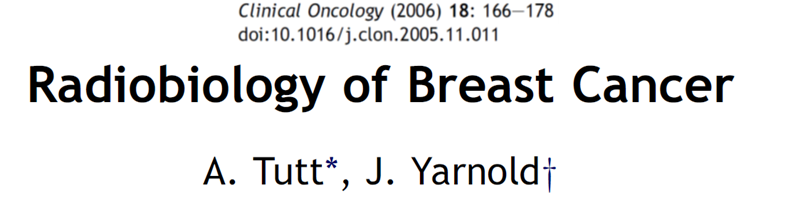 Clinical Oncology (2006) 18: 166–178
doi:10.1016/j.clon.2005.11.011
Radiobiology of Breast Cancer
A. Tutt*, J. Yarnold†